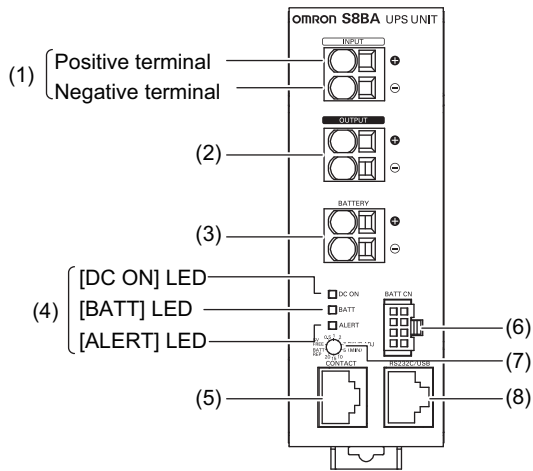 OMRON S8BA UPS UNIT
INPUT
(1)
Positive terminal
Negative terminal
+
−
OUTPUT
(2)
+
−
BATTERY
(3)
+
−
(4)
[DC ON] LED
[BATT] LED
[ALERT] LED
DC ON
BATT
ALERT
BATT CN
(6)
(7)
CONTACT
RS232C/USB
(5)
(8)